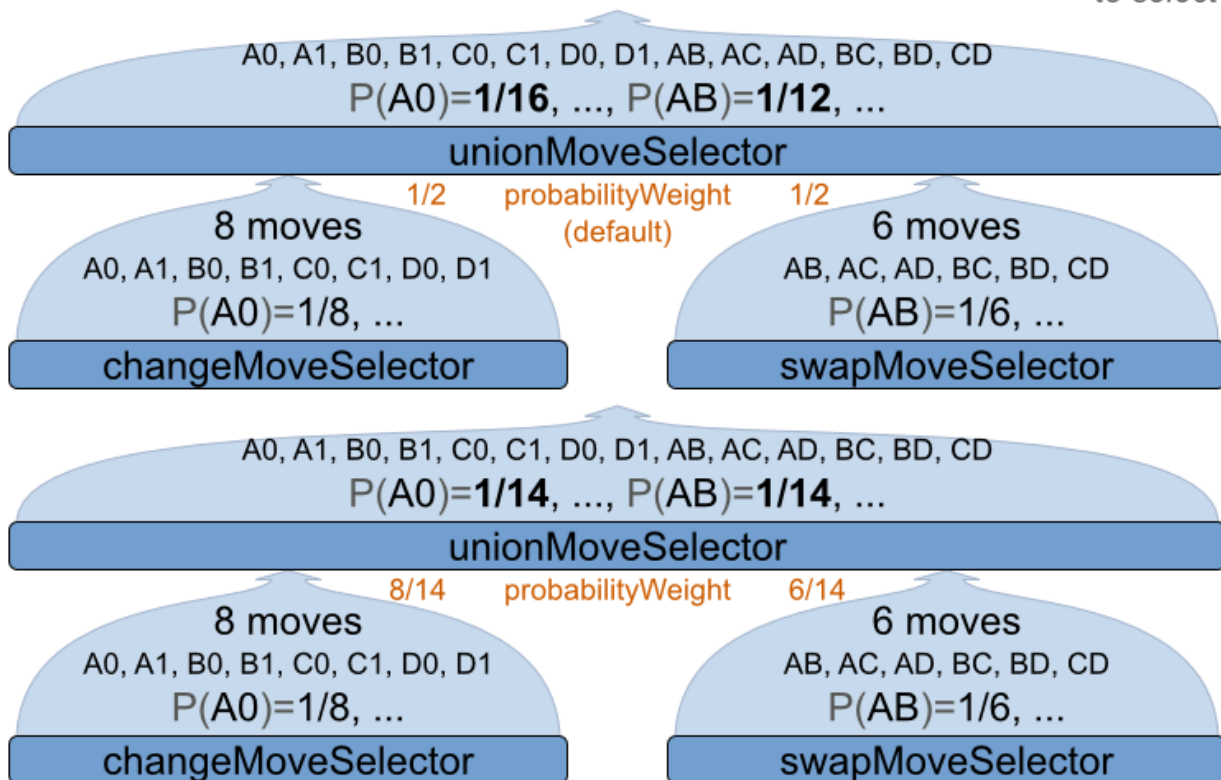 to select
A0, A1, B0, B1, C0, C1, D0, D1, AB, AC, AD, BC, BD, CD
P(A0)=1/16, ..., P(AB)=1/12, ...
unionMoveSelector
1/2 probabilityWeight 1/2
(default)
8 moves
A0, A1, B0, B1, C0, C1, D0, D1
P(A0)=1/8, ...
changeMoveSelector
6 moves
AB, AC, AD, BC, BD, CD
P(AB)=1/6, ...
swapMoveSelector
A0, A1, B0, B1, C0, C1, D0, D1, AB, AC, AD, BC, BD, CD
P(A0)=1/14, ..., P(AB)=1/14, ...
unionMoveSelector
8/14 probabilityWeight 6/14
8 moves
A0, A1, B0, B1, C0, C1, D0, D1
P(A0)=1/8, ...
changeMoveSelector
6 moves
AB, AC, AD, BC, BD, CD
P(AB)=1/6, ...
swapMoveSelector